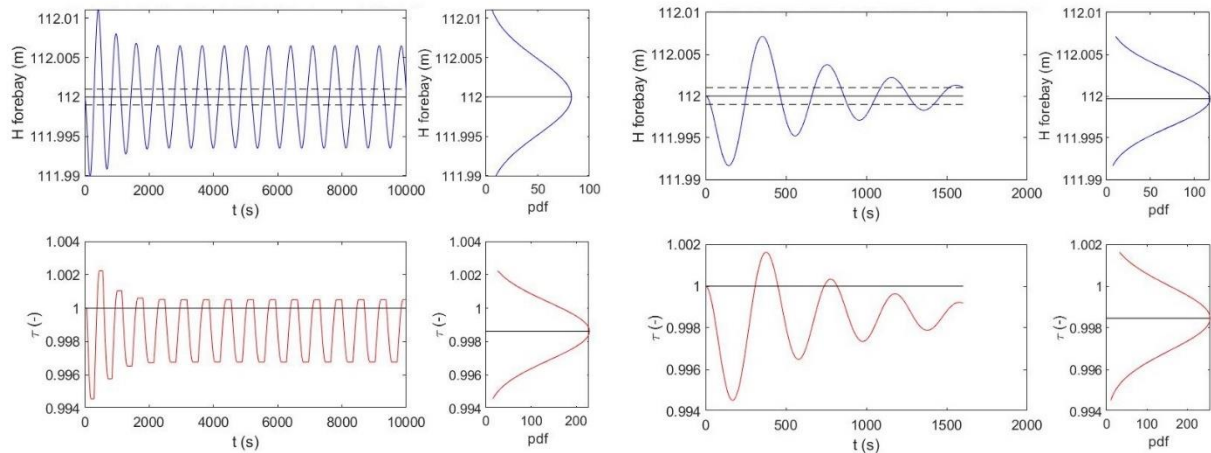 H forebay (m)
112.01
112.005
112
111.995
111.99
0 2000 4000 6000 8000 10000
t (s)
H forebay (m)
112.01
112.005
112
111.995
111.99
0 50 100
pdf
H forebay (m)
112.01
112.005
112
111.995
111.99
0 500 1000 1500 2000
t (s)
H forebay (m)
112.01
112.005
112
111.995
111.99
0 50 100
pdf
τ (-)
1.004
1.002
1
0.998
0.996
0.994
0 2000 4000 6000 8000 10000
t (s)
τ (-)
1.004
1.002
1
0.998
0.996
0.994
0 100 200
pdf
τ (-)
1.002
1
0.998
0.996
0.994
0 500 1000 1500 2000
t (s)
τ (-)
1.002
1
0.998
0.996
0.994
0 100 200
pdf